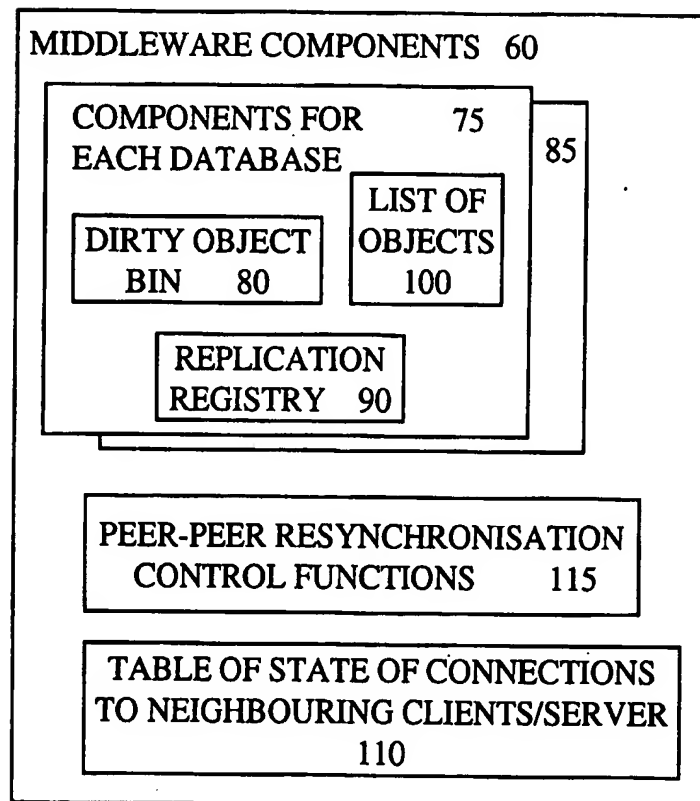 MIDDLEWARE COMPONENTS 60
COMPONENTS FOR 75
EACH DATABASE
85
LIST OF
OBJECTS
100
DIRTY OBJECT
BIN 80
REPLICATION
REGISTRY 90
PEER-PEER RESYNCHRONISATION
CONTROL FUNCTIONS 115
TABLE OF STATE OF CONNECTIONS
TO NEIGHBOURING CLIENTS/SERVER
110